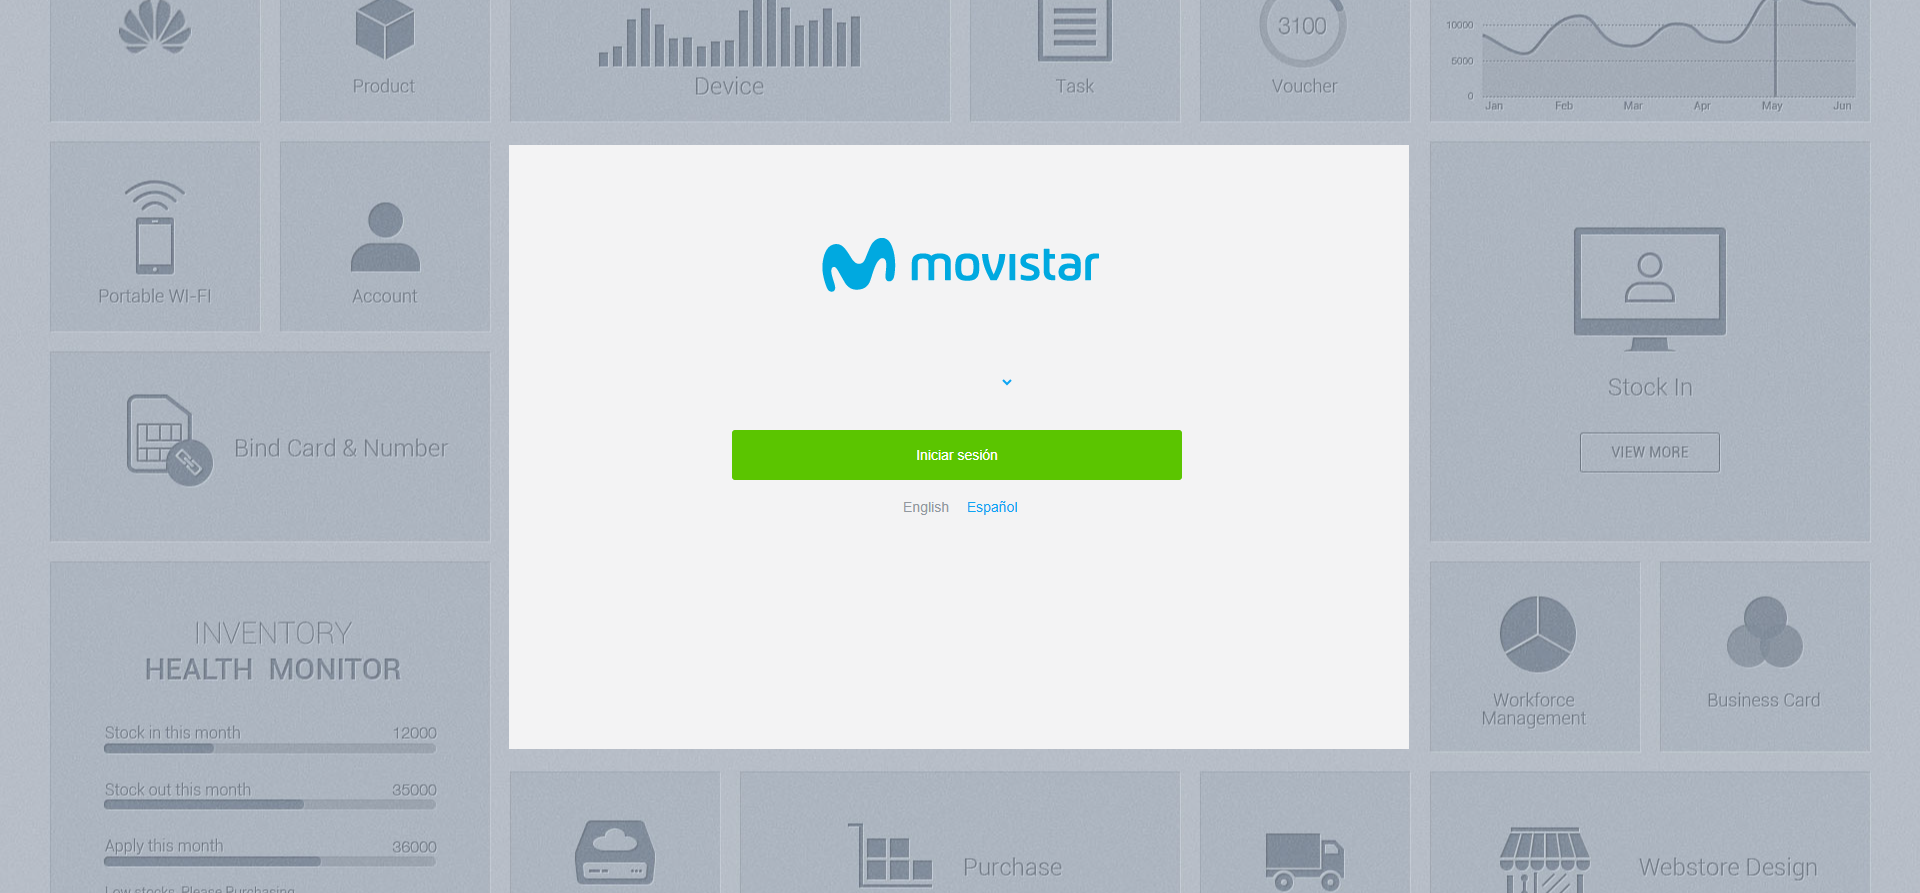 Product
Device
Task
3100
Voucher
10000
5000
0
Jan Feb Mar Apr May Jun
Portable WI-FI
Account
movistar
Stock In
VIEW MORE
Bind Card & Number
Iniciar sesión
English Español
INVENTORY
HEALTH MONITOR
Stock in this month 12000
Stock out this month 35000
Apply this month 36000
Low stocks, Please Purchasing
Workforce
Management
Business Card
Purchase
Webstore Design